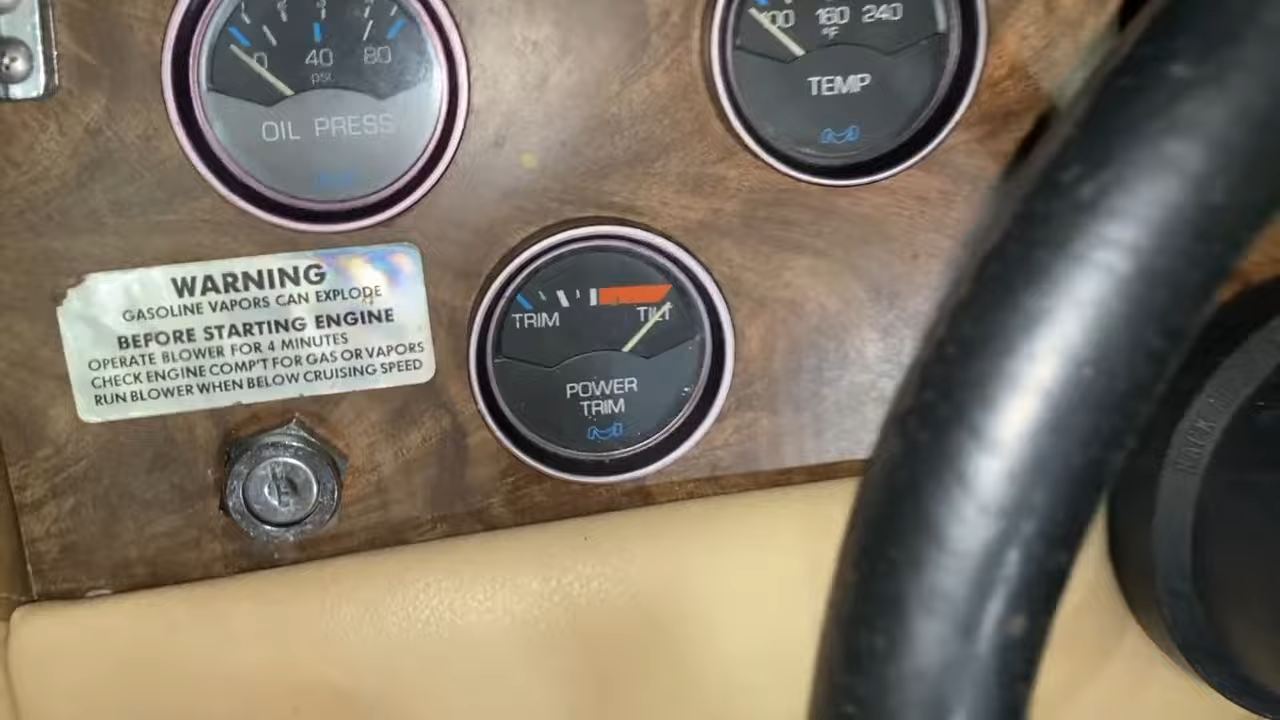 0 40 80
psi
OIL PRESS
100 160 240
°F
TEMP
WARNING
GASOLINE VAPORS CAN EXPLODE
BEFORE STARTING ENGINE
OPERATE BLOWER FOR 4 MINUTES
CHECK ENGINE COMP'T FOR GAS OR VAPORS
RUN BLOWER WHEN BELOW CRUISING SPEED
TRIM TILT
POWER
TRIM